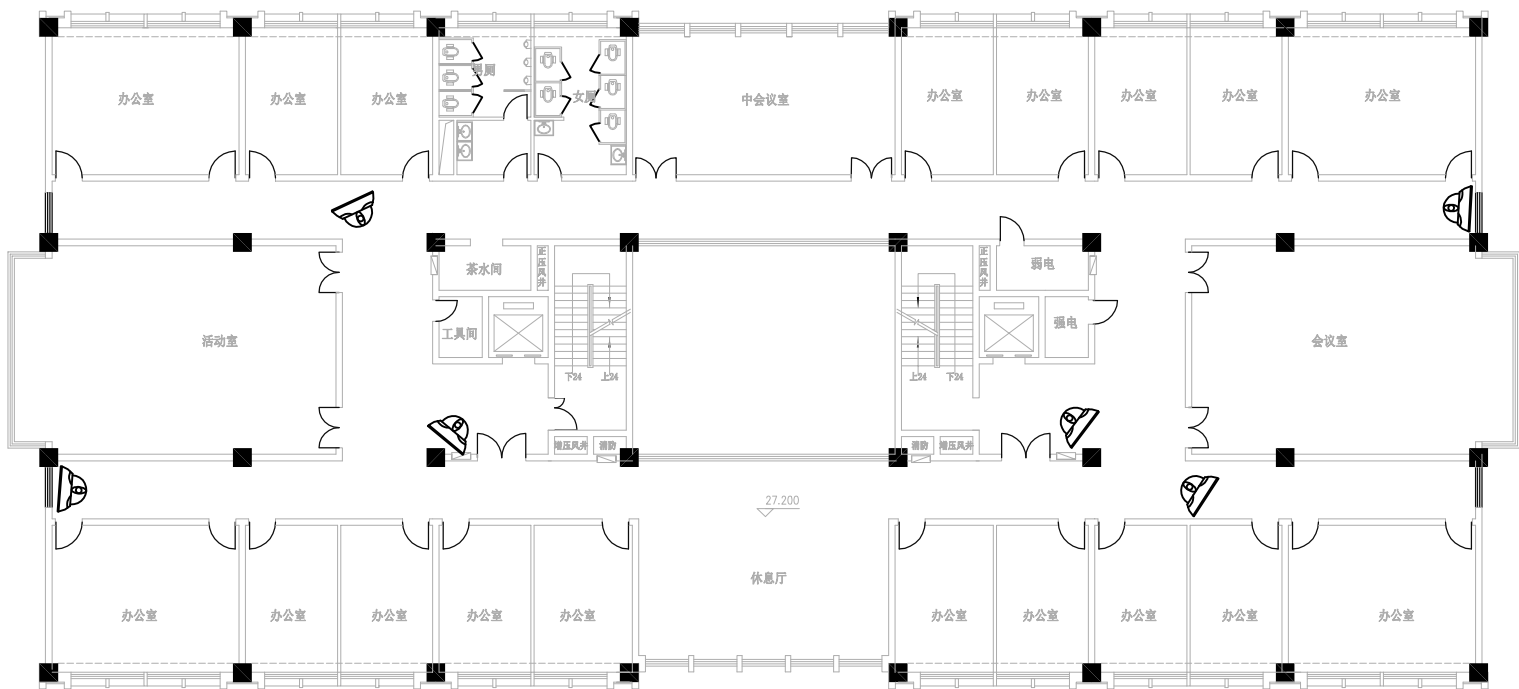 男厕
办公室
办公室
办公室
女厕
中会议室
办公室
办公室
办公室
办公室
办公室
茶水间
正压风井
正压风井
弱电
工具间
强电
活动室
会议室
下24
上24
上24
下24
增压风井
消防
消防
增压风井
27.200
休息厅
办公室
办公室
办公室
办公室
办公室
办公室
办公室
办公室
办公室
办公室